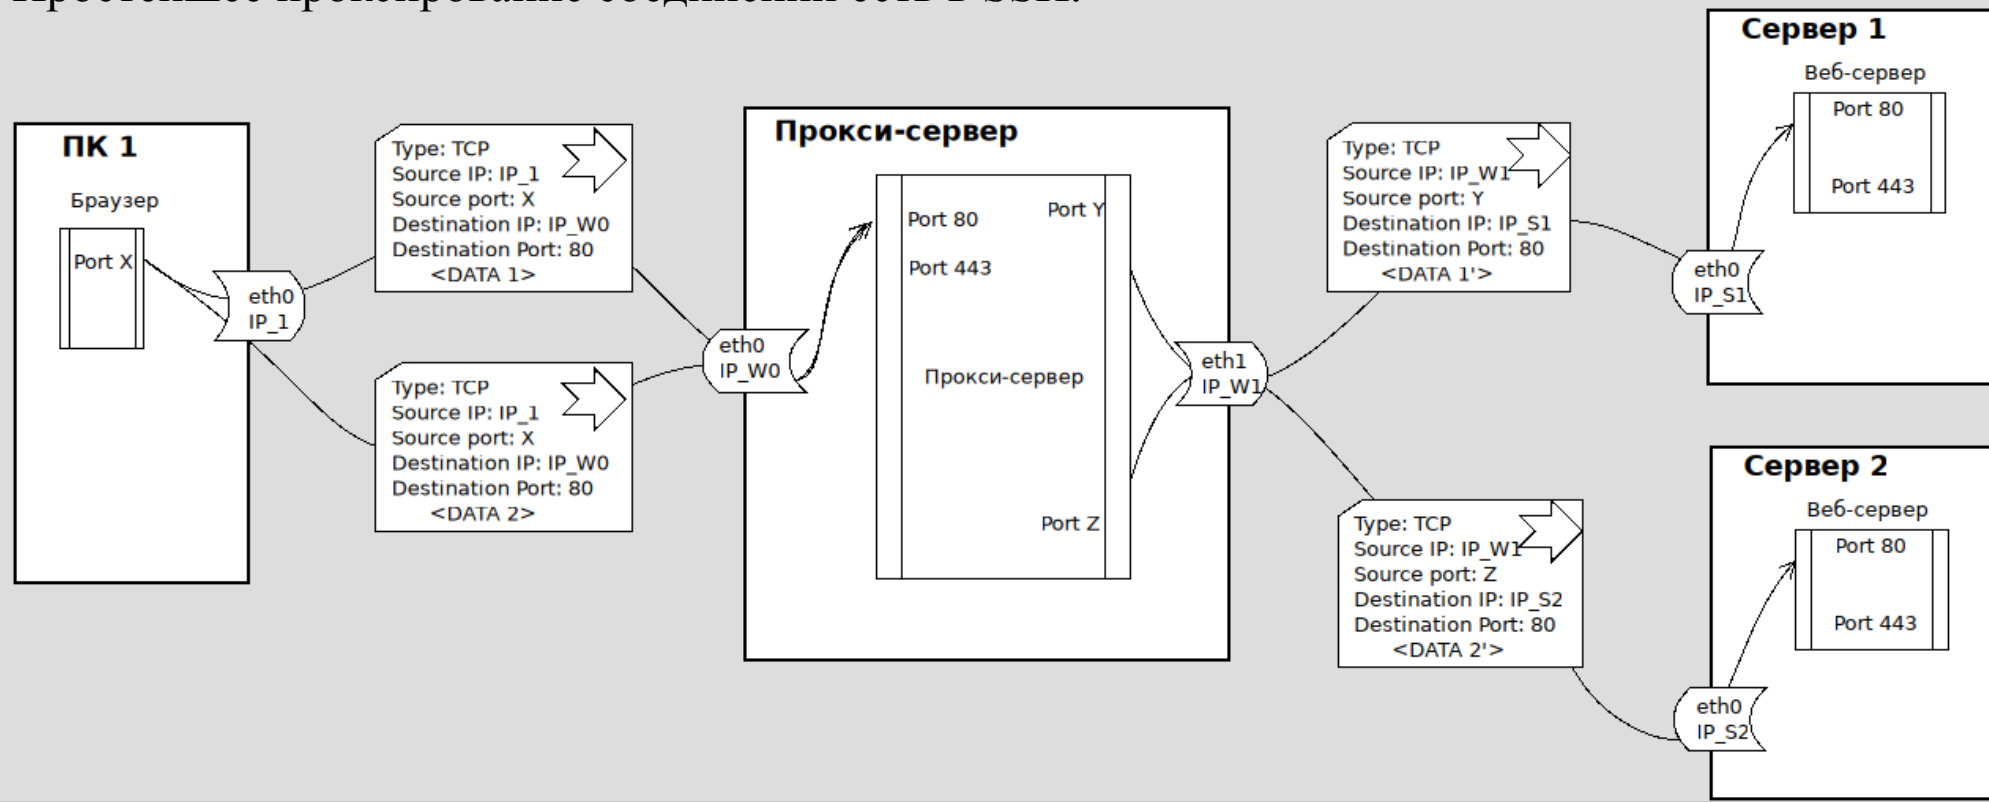 Простейшее проксирование соединений есть в SSH.
ПК 1
Браузер
Port X
eth0
IP_1
Type: TCP
Source IP: IP_1
Source port: X
Destination IP: IP_W0
Destination Port: 80
<DATA 1>
Type: TCP
Source IP: IP_1
Source port: X
Destination IP: IP_W0
Destination Port: 80
<DATA 2>
eth0
IP_W0
Прокси-сервер
Port 80
Port Y
Port 443
Прокси-сервер
Port Z
eth1
IP_W1
Type: TCP
Source IP: IP_W1
Source port: Y
Destination IP: IP_S1
Destination Port: 80
<DATA 1'>
Type: TCP
Source IP: IP_W1
Source port: Z
Destination IP: IP_S2
Destination Port: 80
<DATA 2'>
Сервер 1
Веб-сервер
Port 80
Port 443
eth0
IP_S1
Сервер 2
Веб-сервер
Port 80
Port 443
eth0
IP_S2